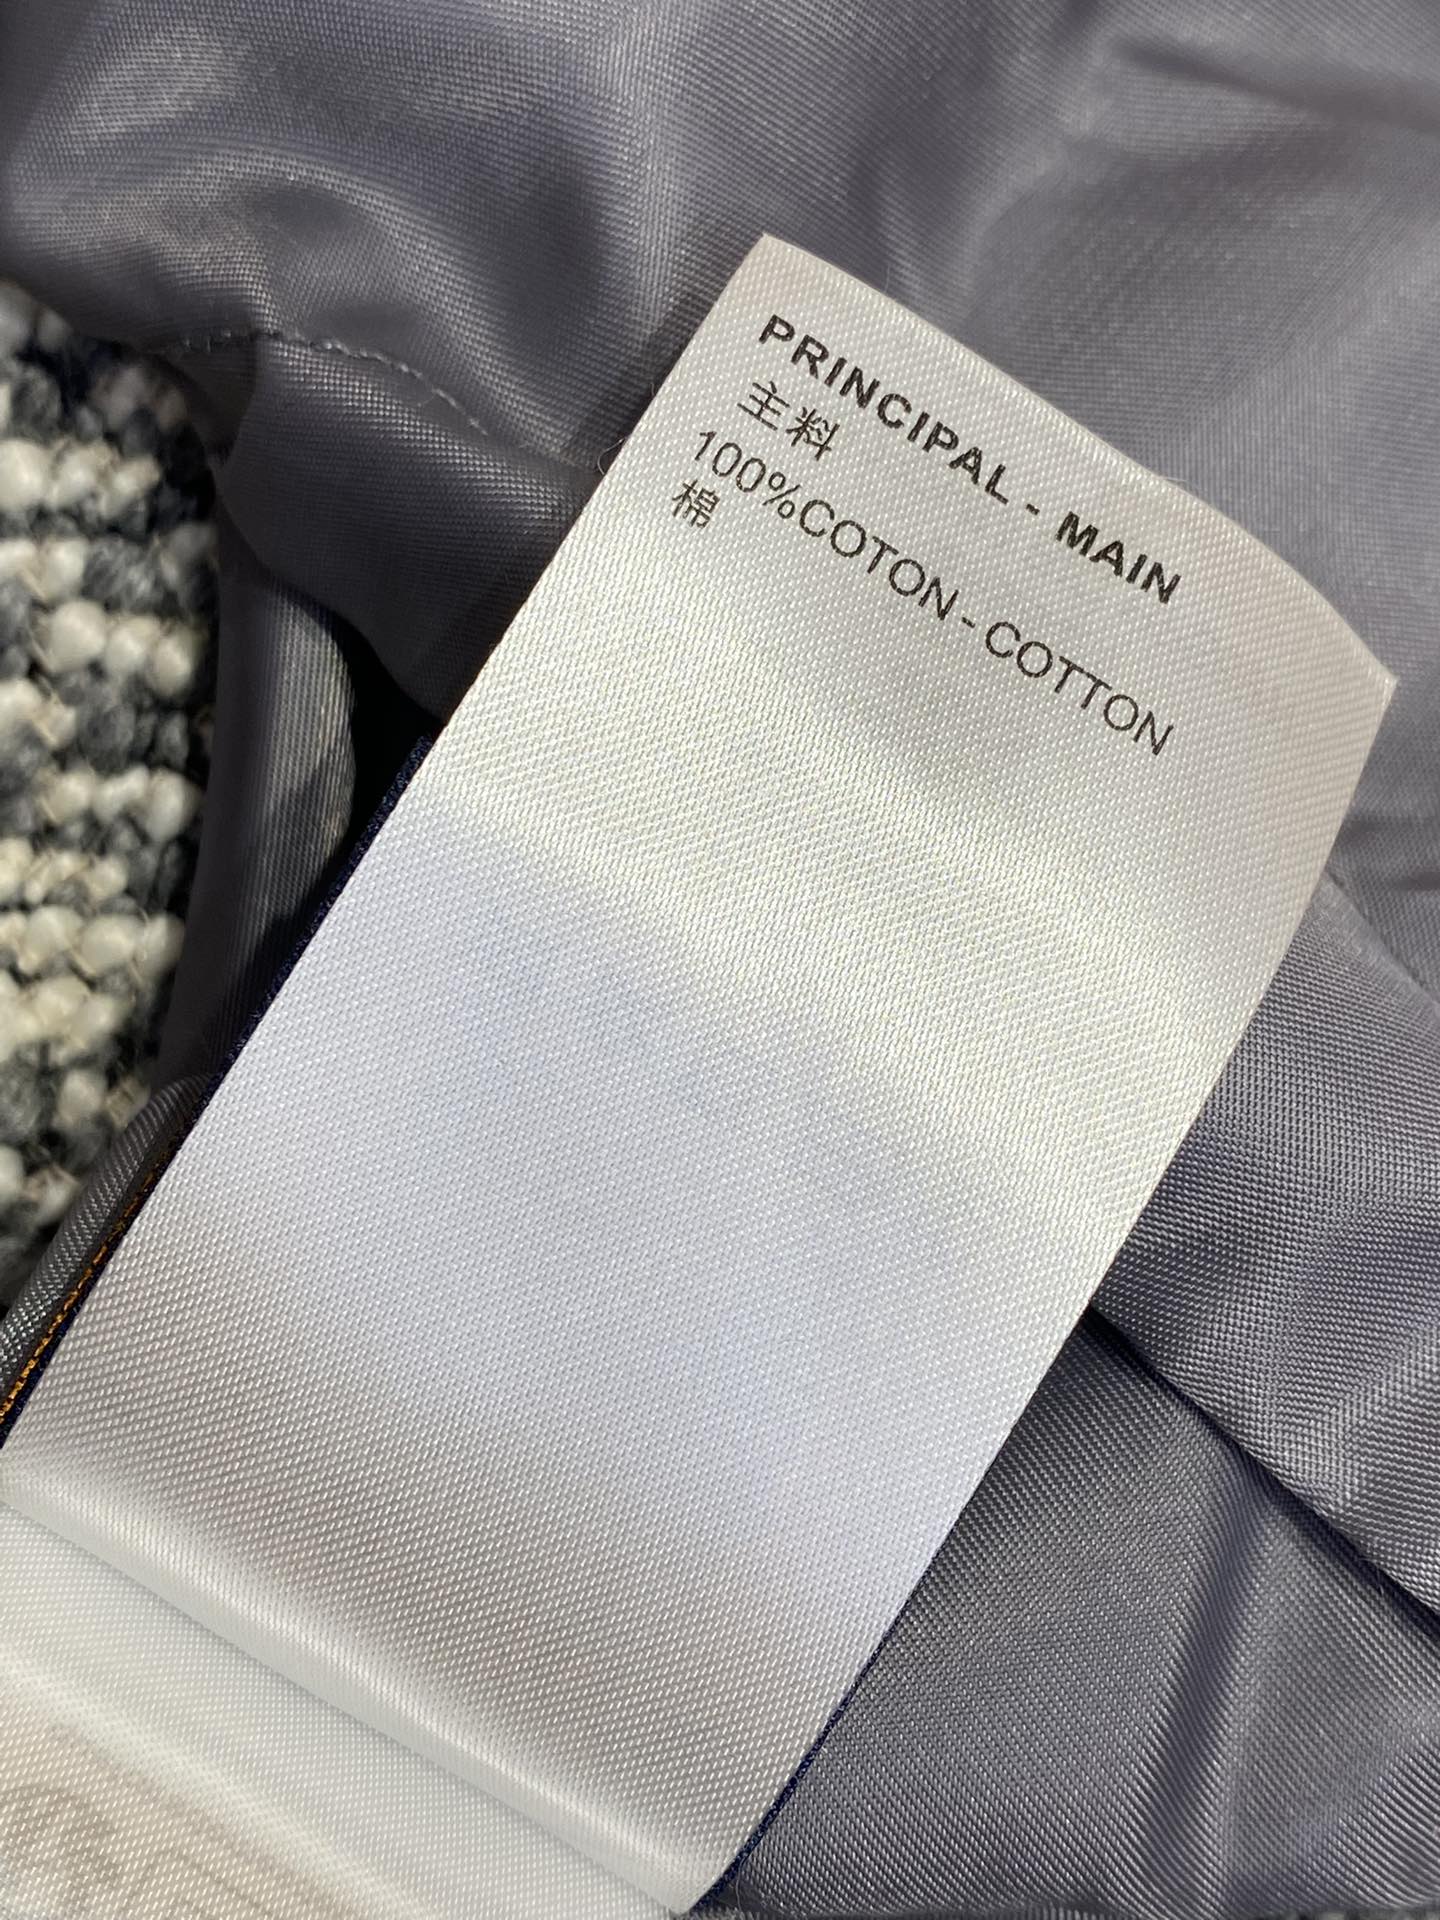 PRINCIPAL - MAIN
主料
100%COTON - COTTON
棉